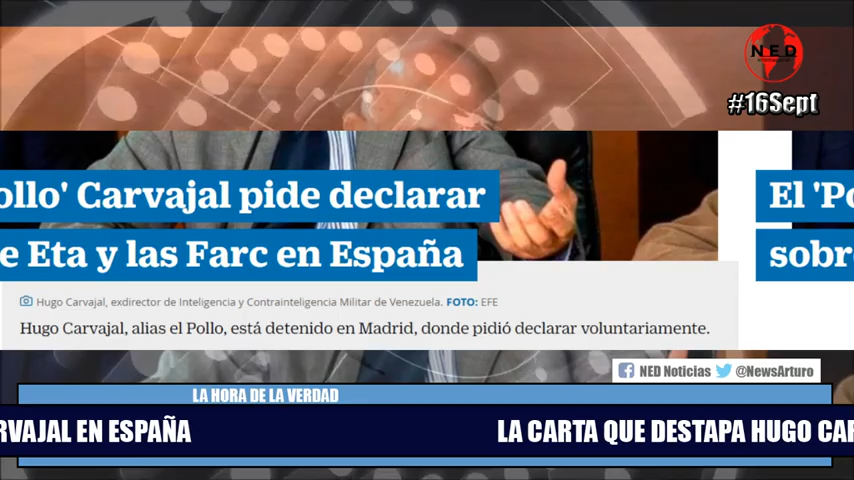 NED
#16Sept
ollo' Carvajal pide declarar
e Eta y las Farc en España
El 'Po
sobre
Hugo Carvajal, exdirector de Inteligencia y Contrainteligencia Militar de Venezuela. FOTO: EFE
Hugo Carvajal, alias el Pollo, está detenido en Madrid, donde pidió declarar voluntariamente.
NED Noticias @NewsArturo
LA HORA DE LA VERDAD
RVAJAL EN ESPAÑA
LA CARTA QUE DESTAPA HUGO CAR